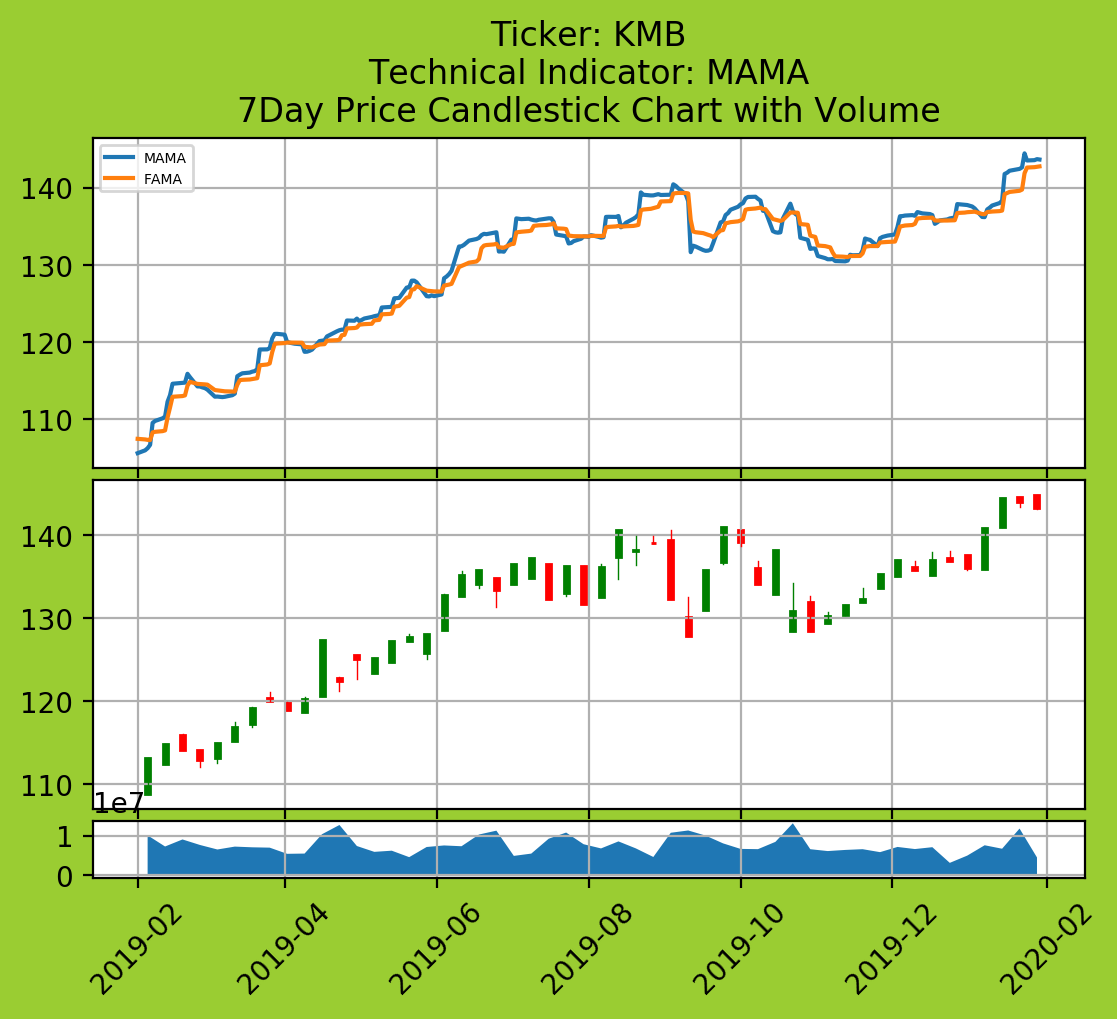 Ticker: KMB
Technical Indicator: MAMA
7Day Price Candlestick Chart with Volume
MAMA
FAMA
140
130
120
110
140
130
120
110
1e7
1
0
2019-02
2019-04
2019-06
2019-08
2019-10
2019-12
2020-02